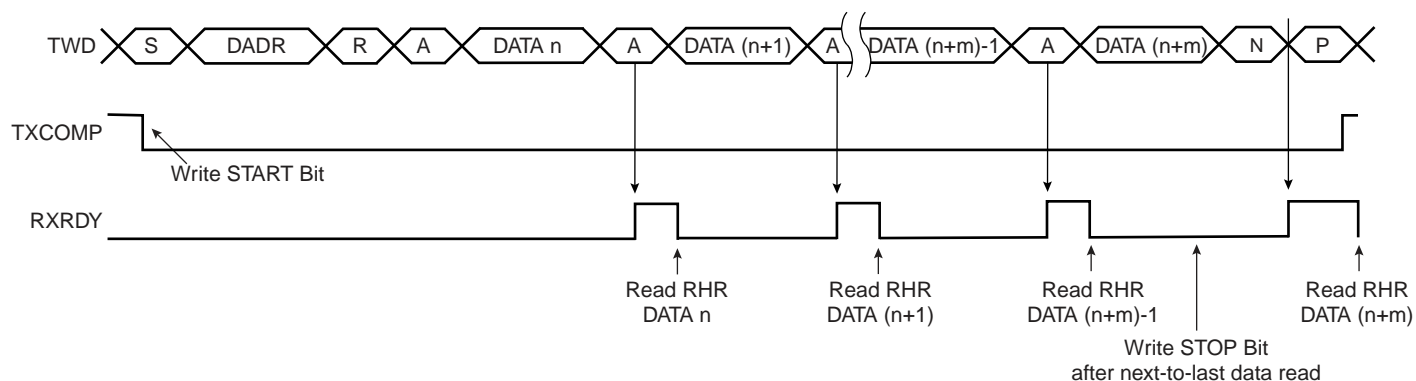 TWD S DADR R A DATA n A DATA (n+1) A DATA (n+m)-1 A DATA (n+m) N P
TXCOMP
Write START Bit
RXRDY
Read RHR Read RHR Read RHR Read RHR
DATA n DATA (n+1) DATA (n+m)-1 DATA (n+m)
Write STOP Bit
after next-to-last data read